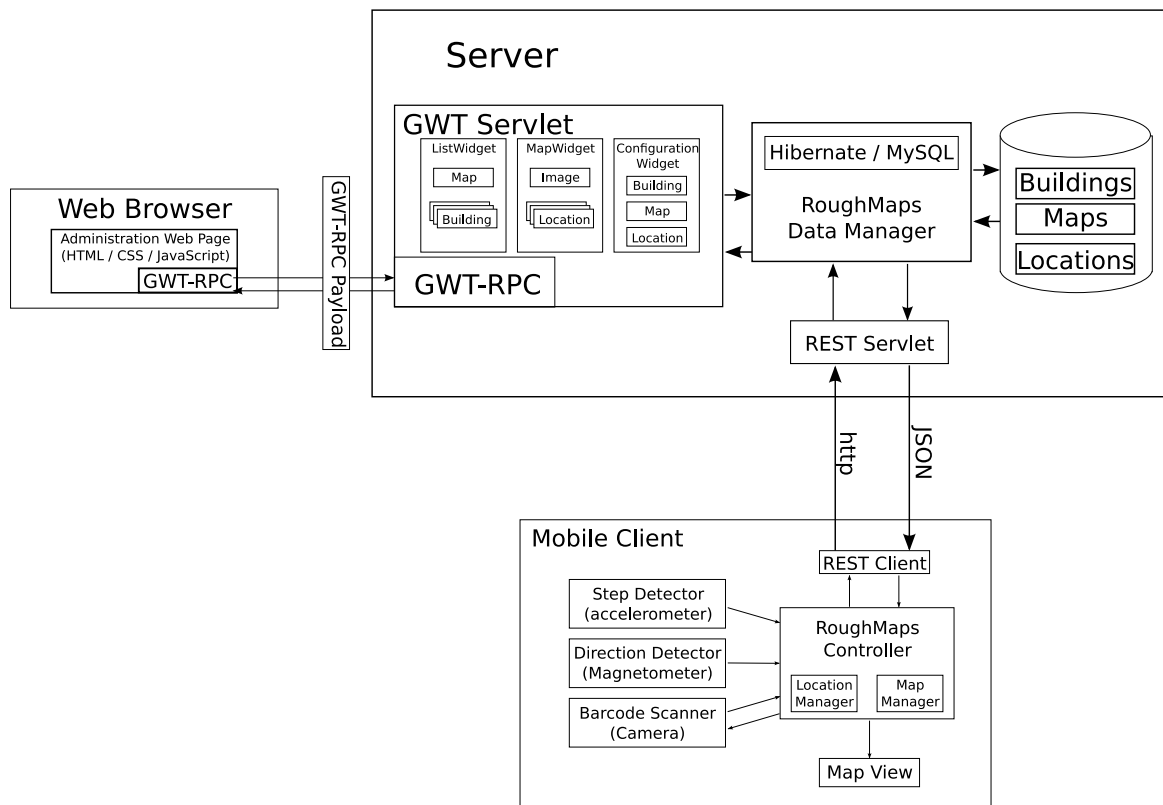 Server
GWT Servlet
ListWidget
Map
Building
MapWidget
Image
Location
Configuration
Widget
Building
Map
Location
GWT-RPC
Hibernate / MySQL
RoughMaps
Data Manager
Buildings
Maps
Locations
Web Browser
Administration Web Page
(HTML / CSS / JavaScript)
GWT-RPC
GWT-RPC Payload
REST Servlet
http
JSON
Mobile Client
REST Client
Step Detector
(accelerometer)
Direction Detector
(Magnetometer)
Barcode Scanner
(Camera)
RoughMaps
Controller
Location
Manager
Map
Manager
Map View